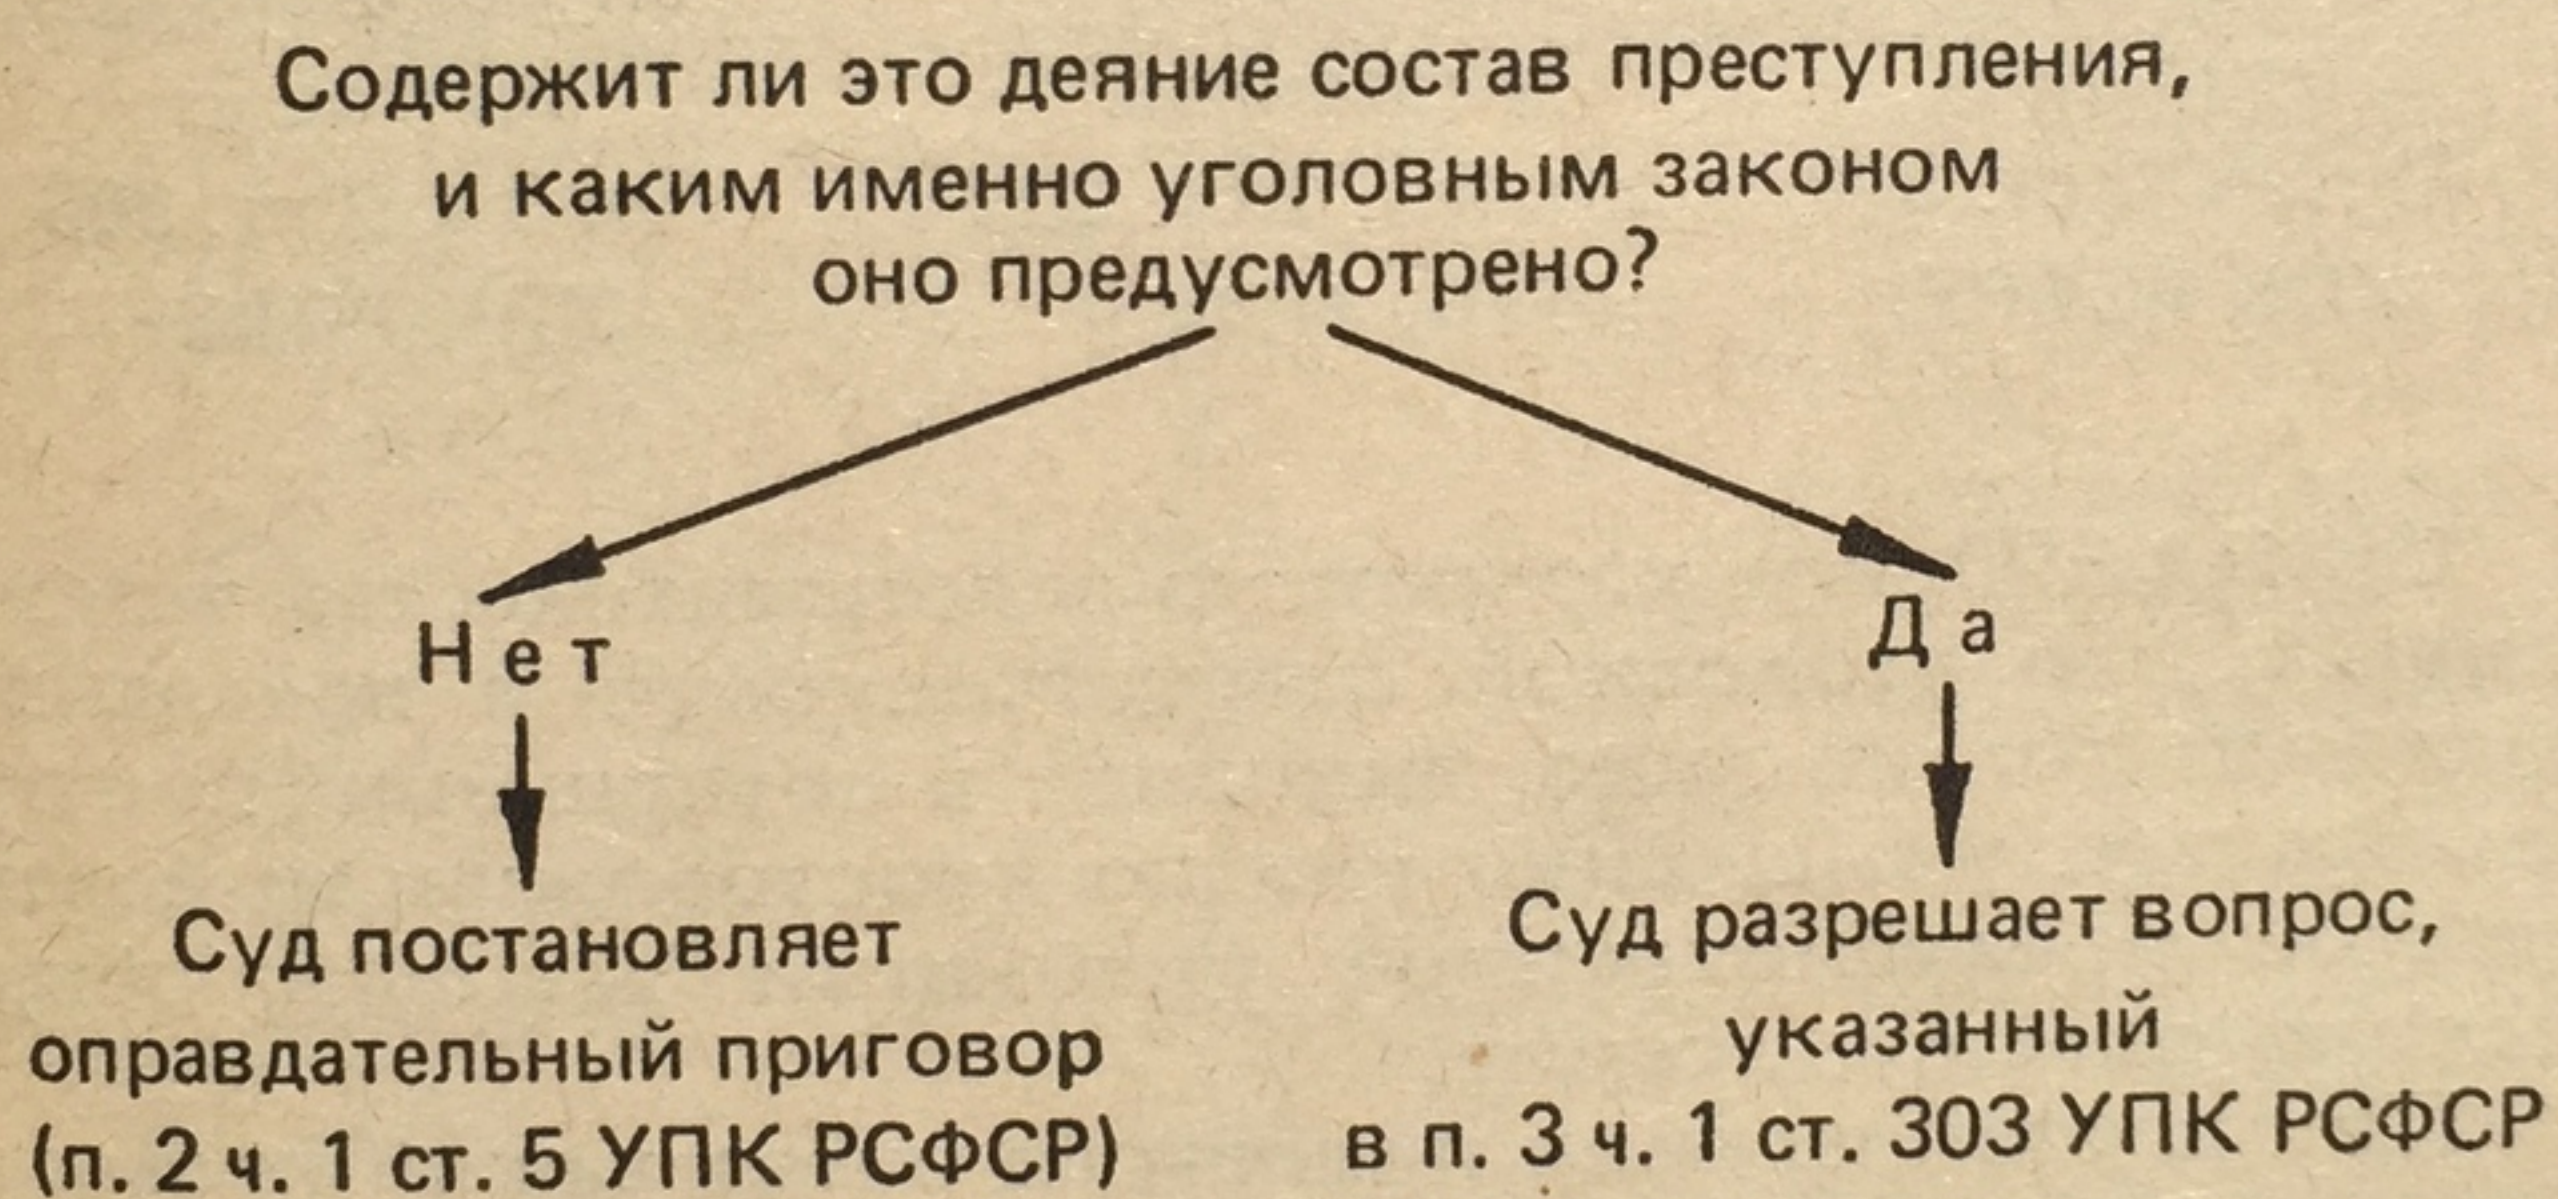 Содержит ли это деяние состав преступления,
и каким именно уголовным законом
оно предусмотрено?
Нет
Да
Суд постановляет
оправдательный приговор
(п. 2 ч. 1 ст. 5 УПК РСФСР)
Суд разрешает вопрос,
указанный
в п. 3 ч. 1 ст. 303 УПК РСФСР